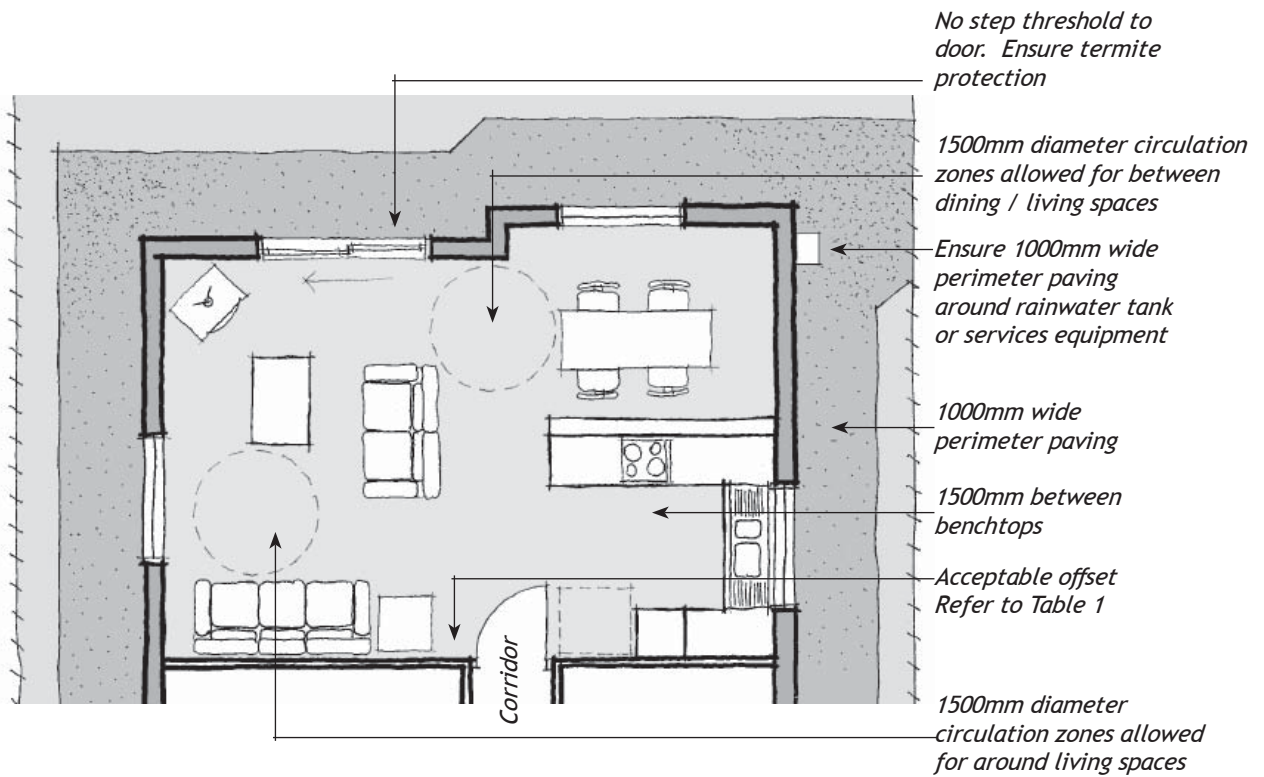 No step threshold to
door.  Ensure termite
protection
1500mm diameter circulation
zones allowed for between
dining / living spaces
Ensure 1000mm wide
perimeter paving
around rainwater tank
or services equipment
1000mm wide
perimeter paving
1500mm between
benchtops
Acceptable offset
Refer to Table 1
Corridor
1500mm diameter
circulation zones allowed
for around living spaces